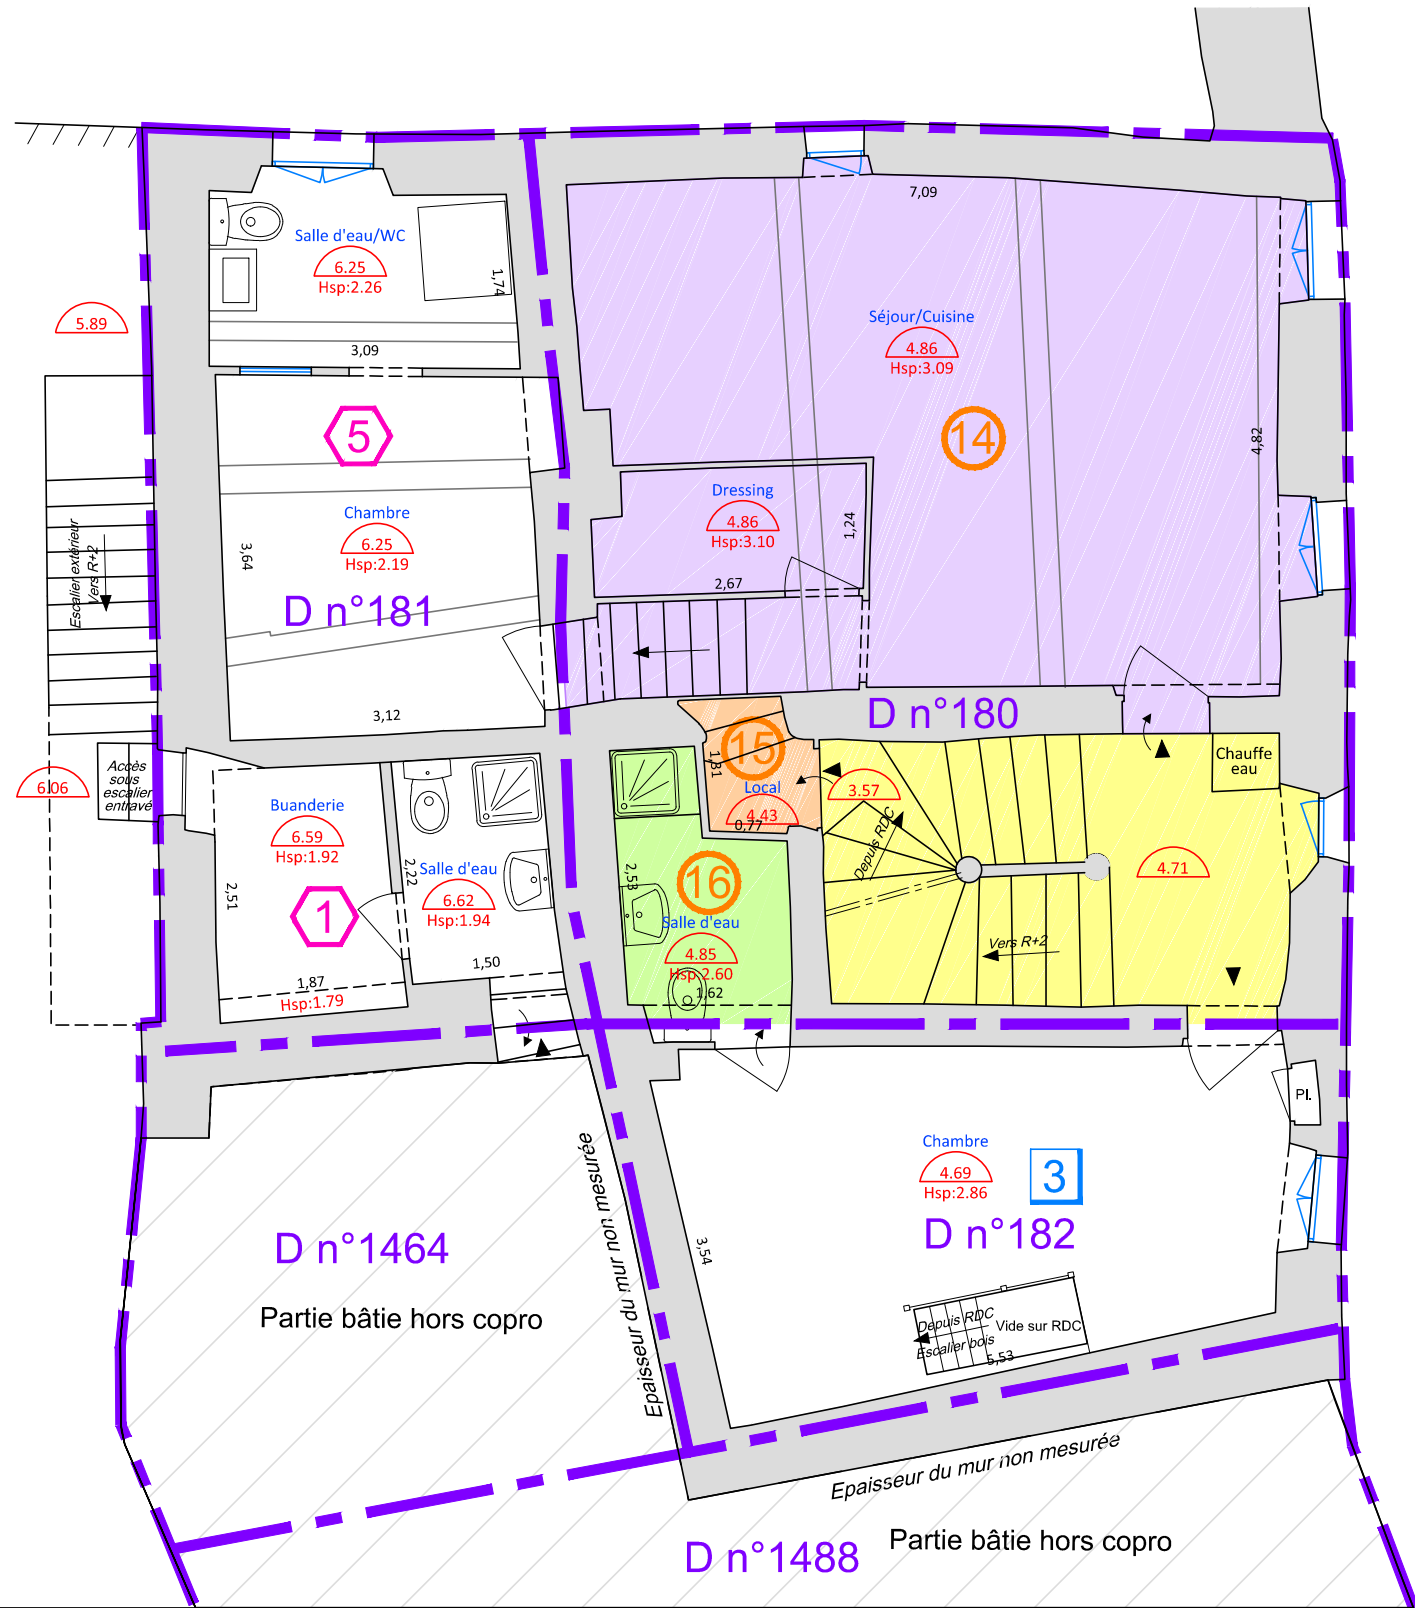 7,09
Salle d'eau/WC
6.25
Hsp:2.26
1,74
5.89
3,09
Séjour/Cuisine
4.86
Hsp:3.09
5
14
4,82
Dressing
4.86
Hsp:3.10
1,24
2,67
Chambre
6.25
Hsp:2.19
3,64
D n°181
Escalier extérieur
Vers R+2
3,12
D n°180
15
1,31
Local
4.43
0,77
3.57
Depuis RDC
Chauffe
eau
6.06
Accès
sous
escalier
entravé
Buanderie
6.59
Hsp:1.92
2,51
1
1,87
Hsp:1.79
2,22
Salle d'eau
6.62
Hsp:1.94
1,50
2,53
16
Salle d'eau
4.85
Hsp:2.60
1,62
4.71
Vers R+2
Pl.
Chambre
4.69
Hsp:2.86
3
D n°182
3,54
Epaisseur du mur non mesurée
D n°1464
Partie bâtie hors copro
Depuis RDC
Escalier bois
Vide sur RDC
5,53
Epaisseur du mur non mesurée
D n°1488
Partie bâtie hors copro